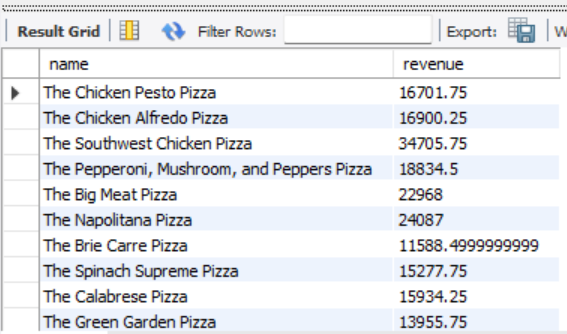 Result Grid Filter Rows: Export: W
name revenue
The Chicken Pesto Pizza 16701.75
The Chicken Alfredo Pizza 16900.25
The Southwest Chicken Pizza 34705.75
The Pepperoni, Mushroom, and Peppers Pizza 18834.5
The Big Meat Pizza 22968
The Napolitana Pizza 24087
The Brie Carre Pizza 11588.4999999999
The Spinach Supreme Pizza 15277.75
The Calabrese Pizza 15934.25
The Green Garden Pizza 13955.75